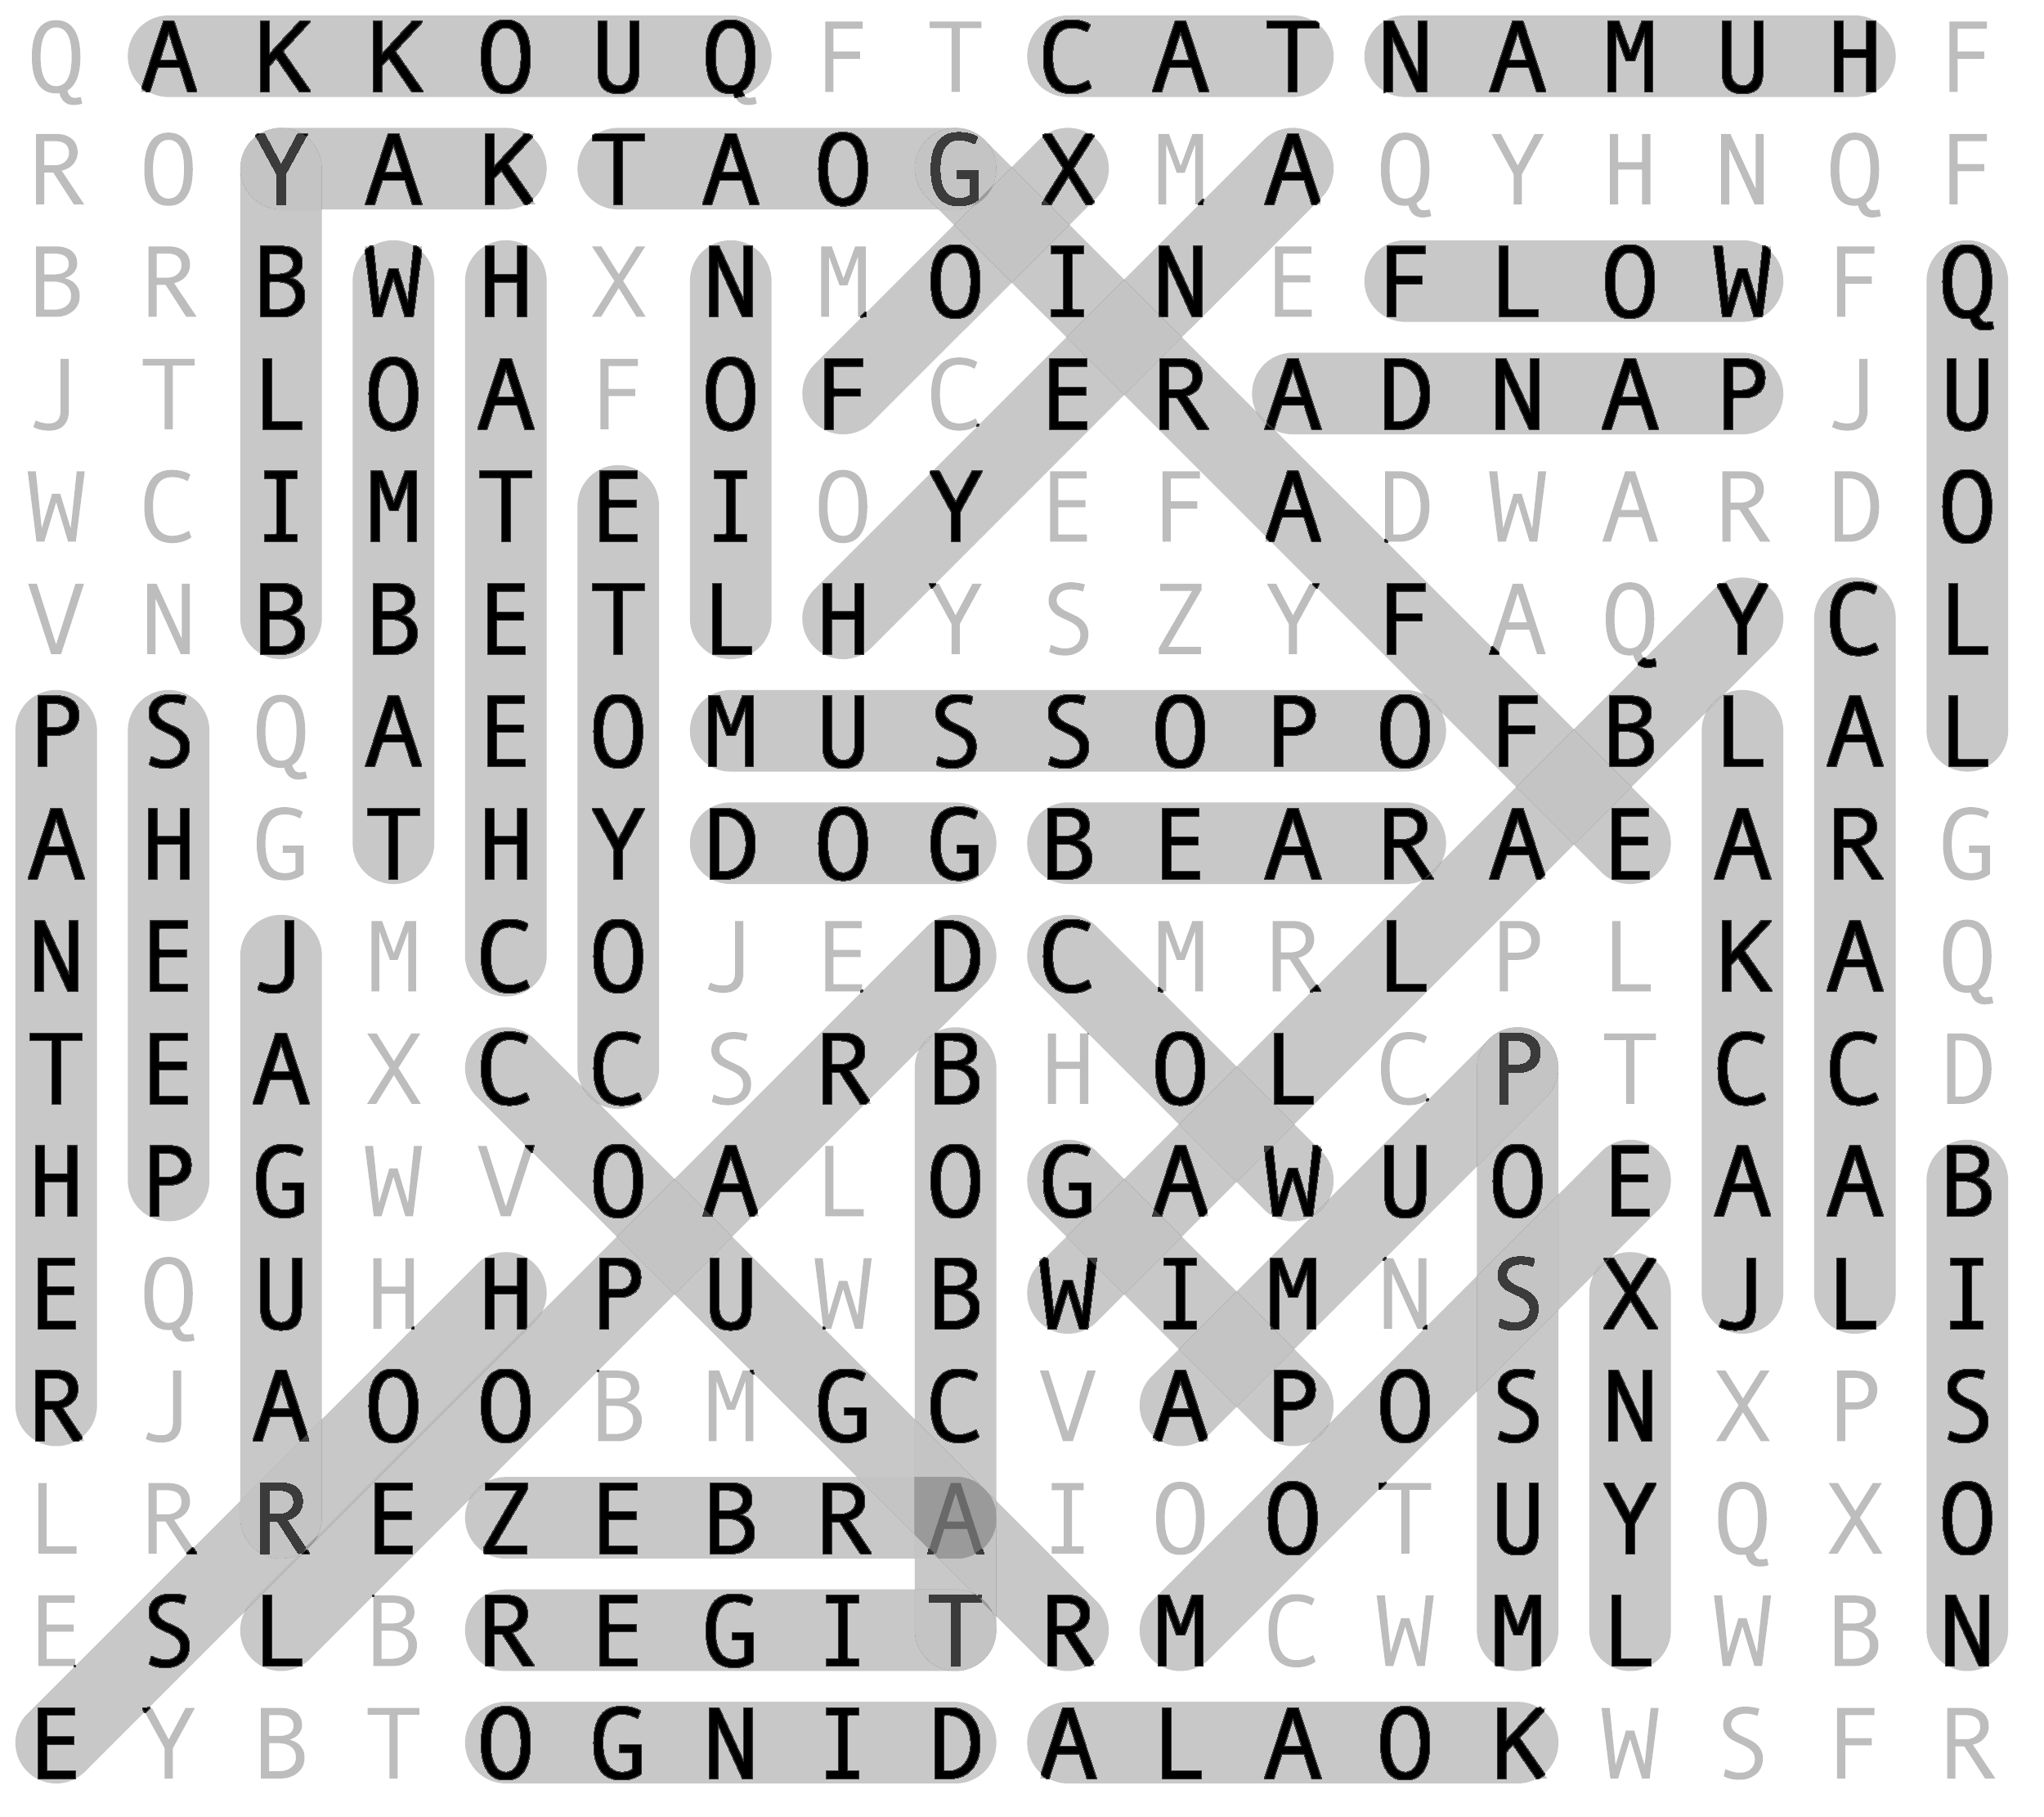 Q A K K O U Q F T C A T N A M U H F
R O Y A K T A O G X M A Q Y H N Q F
B R B W H X N M O I N E F L O W F Q
J T L O A F O F C E R A D N A P J U
W C I M T E I O Y E F A D W A R D O
V N B B E T L H Y S Z Y F A Q Y C L
P S Q A E O M U S S O P O F B L A L
A H G T H Y D O G B E A R A E A R G
N E J M C O J E D C M R L P L K A Q
T E A X C C S R B H O L C P T C C D
H P G W V O A L O G A W U O E A A B
E Q U H H P U W B W I M N S X J L I
R J A O O B M G C V A P O S N X P S
L R R E Z E B R A I O O T U Y Q X O
E S L B R E G I T R M C W M L W B N
E Y B T O G N I D A L A O K W S F R